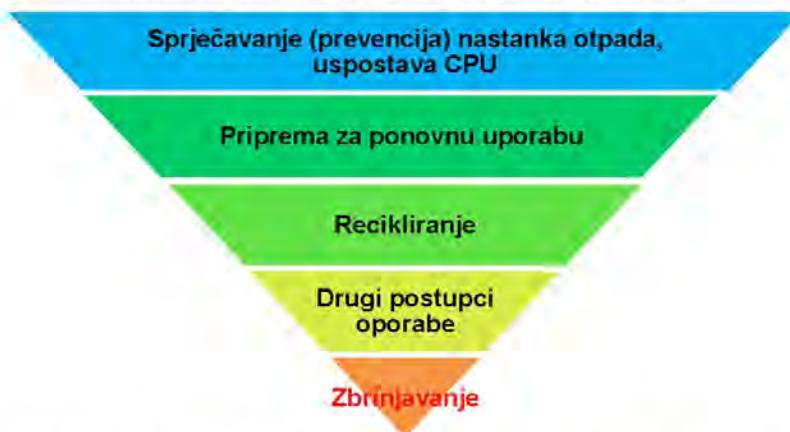 Sprječavanje (prevencija) nastanka otpada,
uspostava CPU
Priprema za ponovnu uporabu
Recikliranje
Drugi postupci
oporabe
Zbrinjavanje